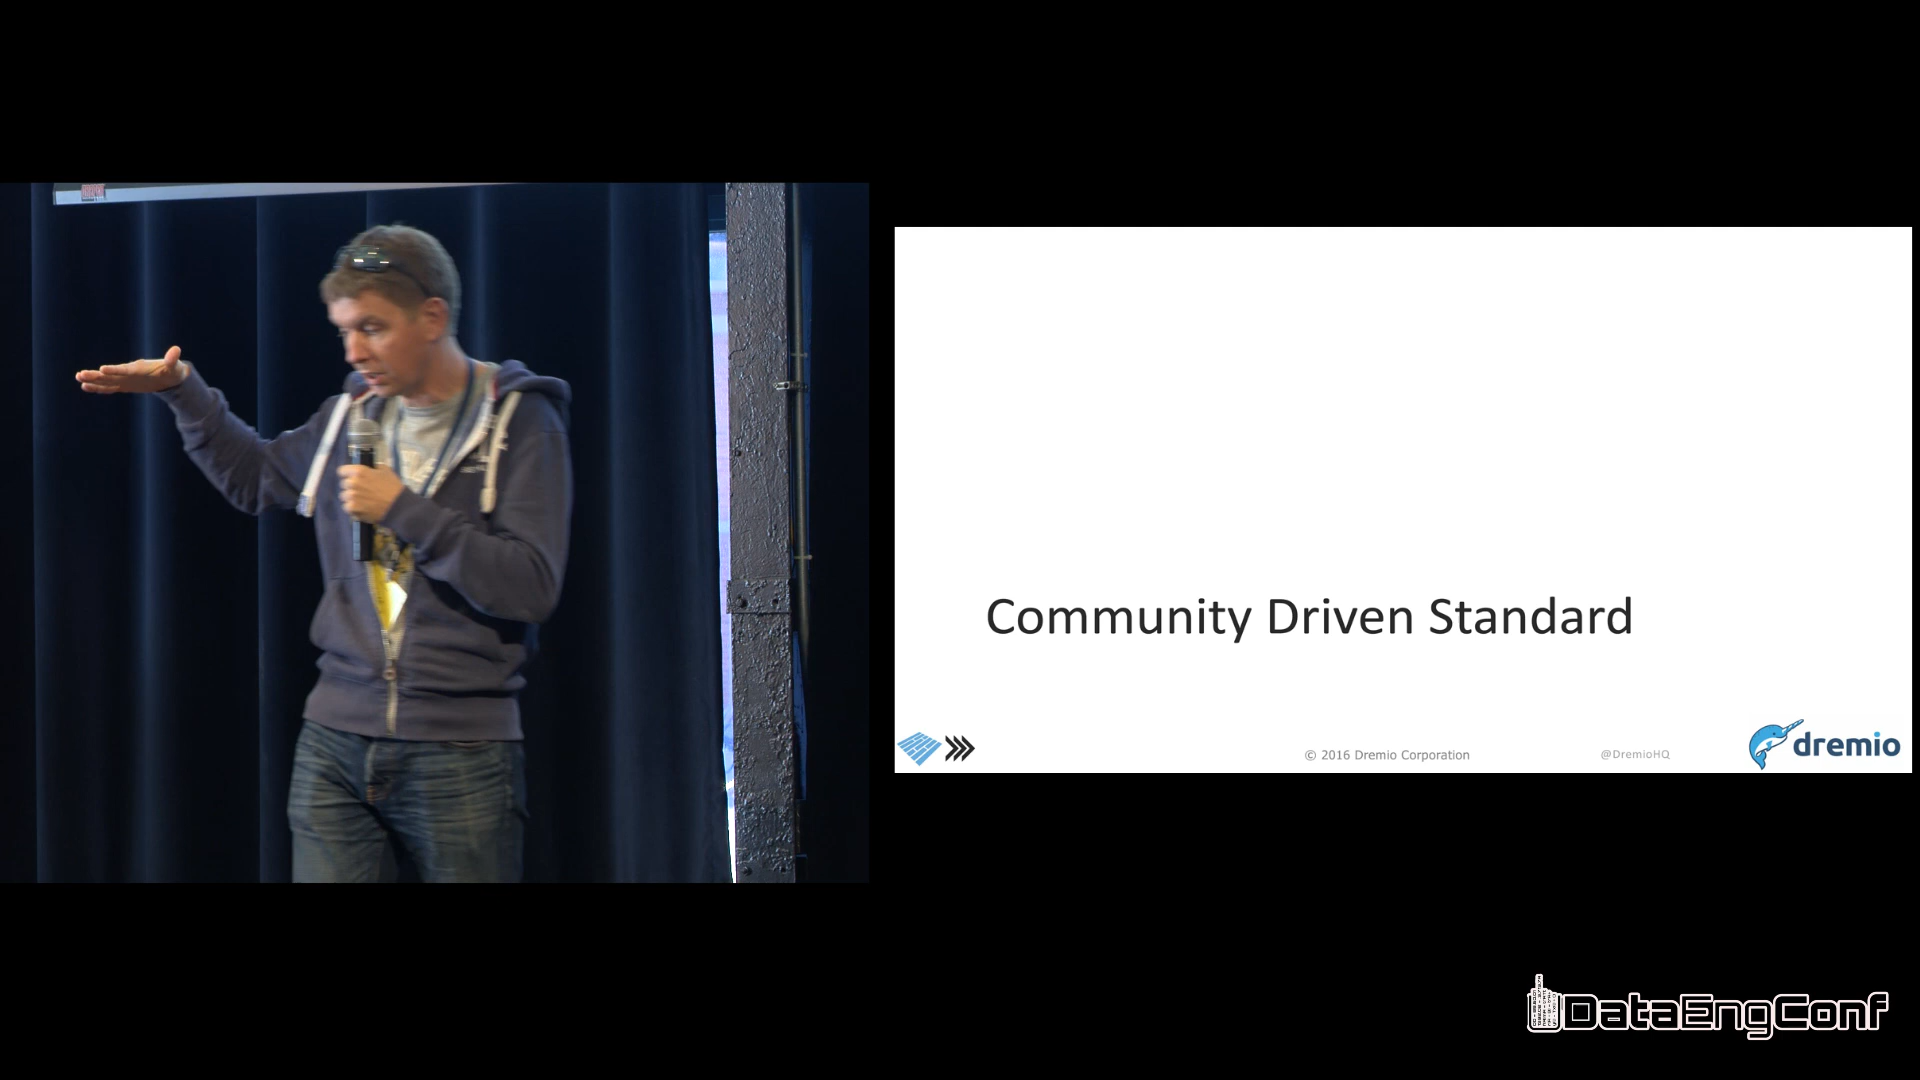 Community Driven Standard
© 2016 Dremio Corporation
@DremioHQ
dremio
DataEngConf